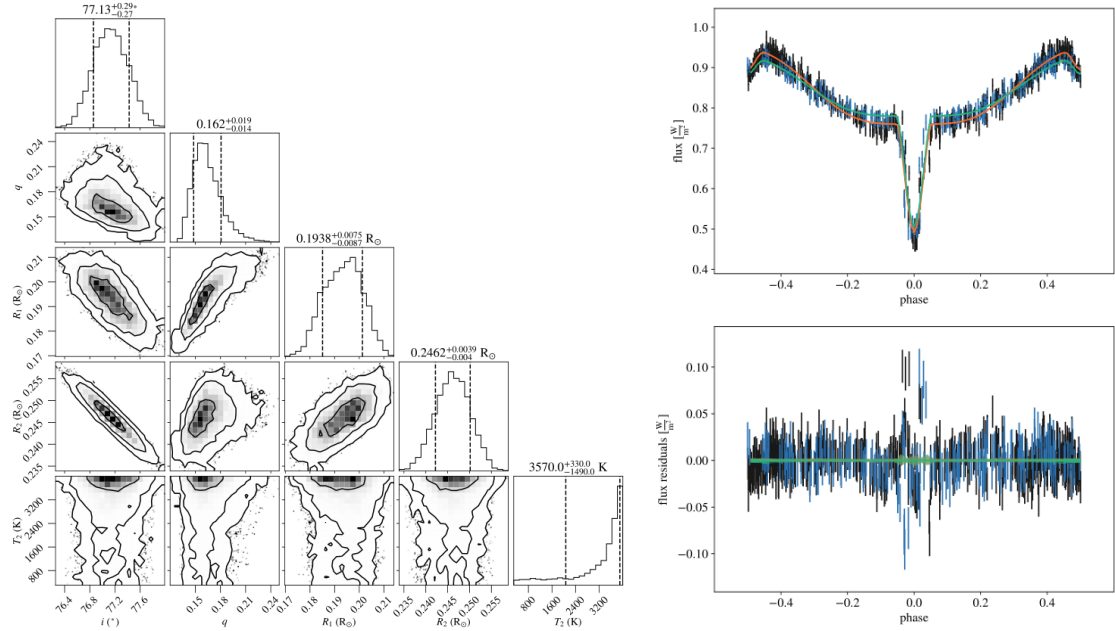 77.13+0.29°−0.27
0.162+0.019−0.014
0.1938+0.0075−0.0087 R⊙
0.2462+0.0039−0.004 R⊙
3570.0+330.0−1490.0 K
q
0.24
0.21
0.18
0.15
R1 (R⊙)
0.21
0.20
0.19
0.18
0.17
R2 (R⊙)
0.255
0.250
0.245
0.240
0.235
T2 (K)
3200
2400
1600
800
76.4 76.8 77.2 77.6
i (°)
0.15 0.18 0.21 0.24
q
0.17 0.18 0.19 0.20 0.21
R1 (R⊙)
0.235 0.240 0.245 0.250 0.255
R2 (R⊙)
800 1600 2400 3200
T2 (K)
flux [W/m²]
1.0
0.9
0.8
0.7
0.6
0.5
0.4
−0.4 −0.2 0.0 0.2 0.4
phase
flux residuals [W/m²]
0.10
0.05
0.00
−0.05
−0.10
−0.4 −0.2 0.0 0.2 0.4
phase